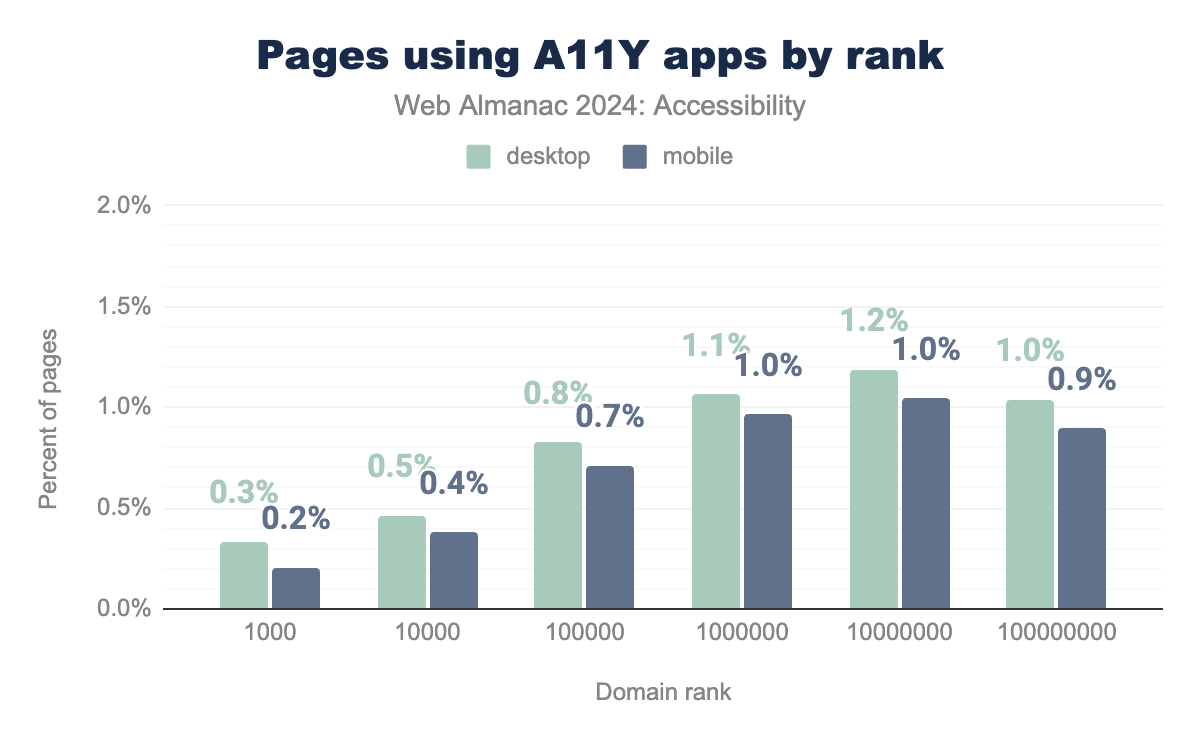 Pages using A11Y apps by rank
Web Almanac 2024: Accessibility
desktop mobile
Percent of pages
2.0%
1.5%
1.0%
0.5%
0.0%
0.3% 0.2%
0.5% 0.4%
0.8% 0.7%
1.1% 1.0%
1.2% 1.0%
1.0% 0.9%
1000 10000 100000 1000000 10000000 100000000
Domain rank